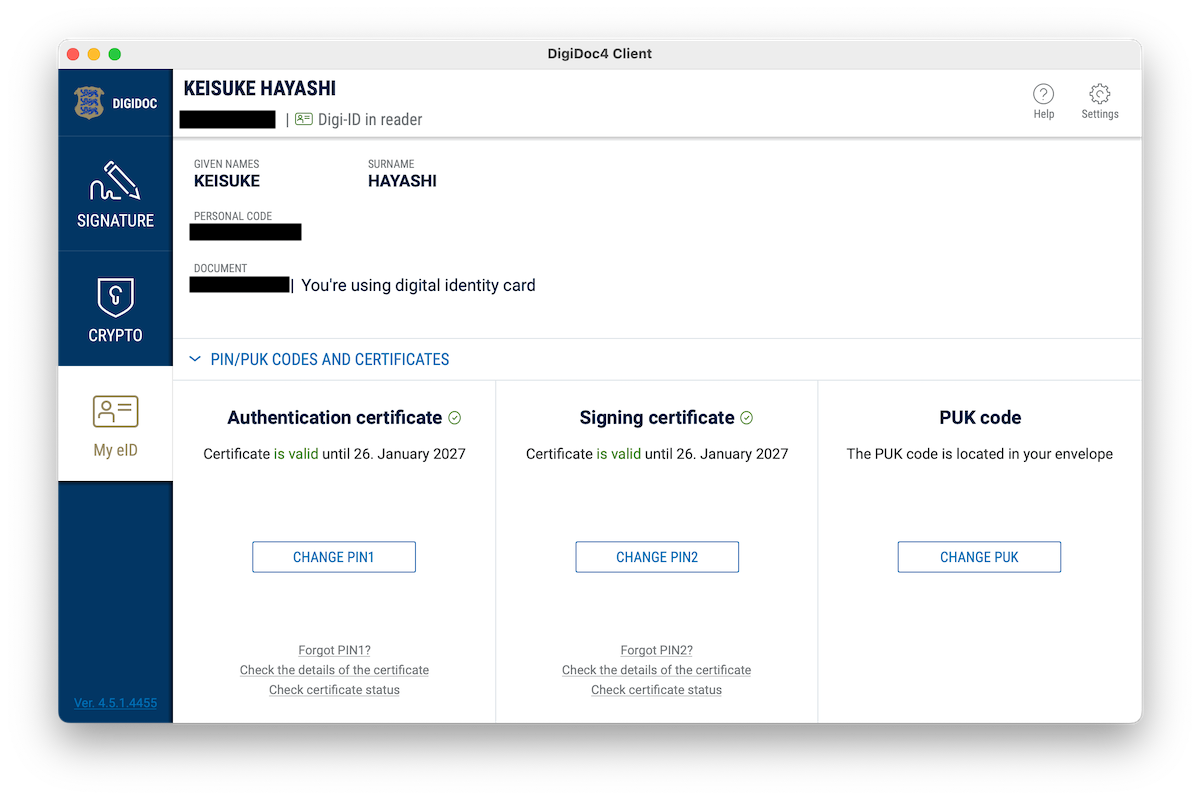 DigiDoc4 Client
DIGIDOC
KEISUKE HAYASHI
| Digi-ID in reader
Help
Settings
SIGNATURE
CRYPTO
My eID
Ver. 4.5.1.4455
GIVEN NAMES
KEISUKE
SURNAME
HAYASHI
PERSONAL CODE
DOCUMENT
| You're using digital identity card
PIN/PUK CODES AND CERTIFICATES
Authentication certificate
Certificate is valid until 26. January 2027
CHANGE PIN1
Forgot PIN1?
Check the details of the certificate
Check certificate status
Signing certificate
Certificate is valid until 26. January 2027
CHANGE PIN2
Forgot PIN2?
Check the details of the certificate
Check certificate status
PUK code
The PUK code is located in your envelope
CHANGE PUK